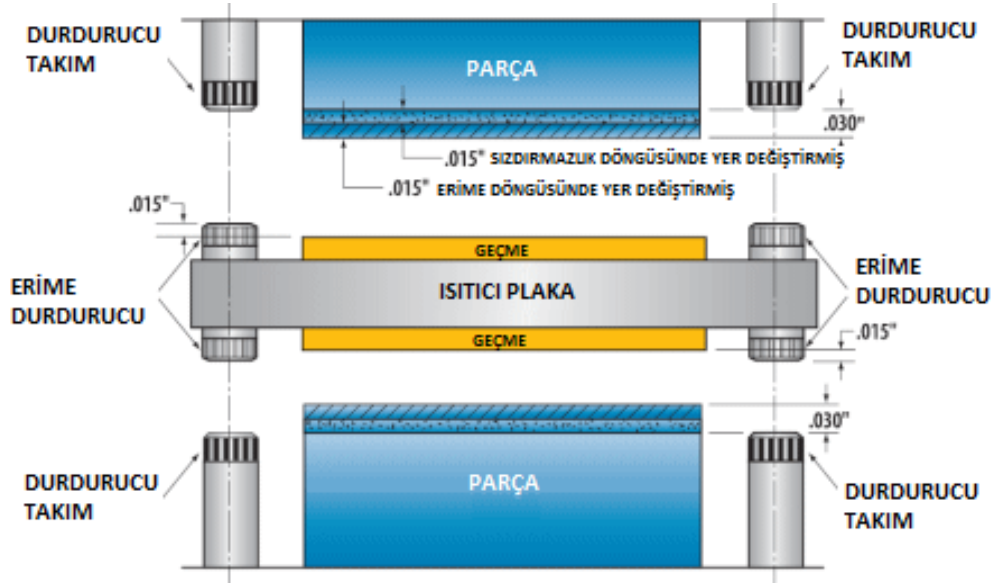 DURDURUCU
TAKIM
PARÇA
DURDURUCU
TAKIM
.030"
.015" SIZDIRMAZLIK DÖNGÜSÜNDE YER DEĞİŞTİRMİŞ
.015" ERİME DÖNGÜSÜNDE YER DEĞİŞTİRMİŞ
.015"
GEÇME
ERİME
DURDURUCU
ISITICI PLAKA
ERİME
DURDURUCU
GEÇME
.015"
.030"
DURDURUCU
TAKIM
PARÇA
DURDURUCU
TAKIM